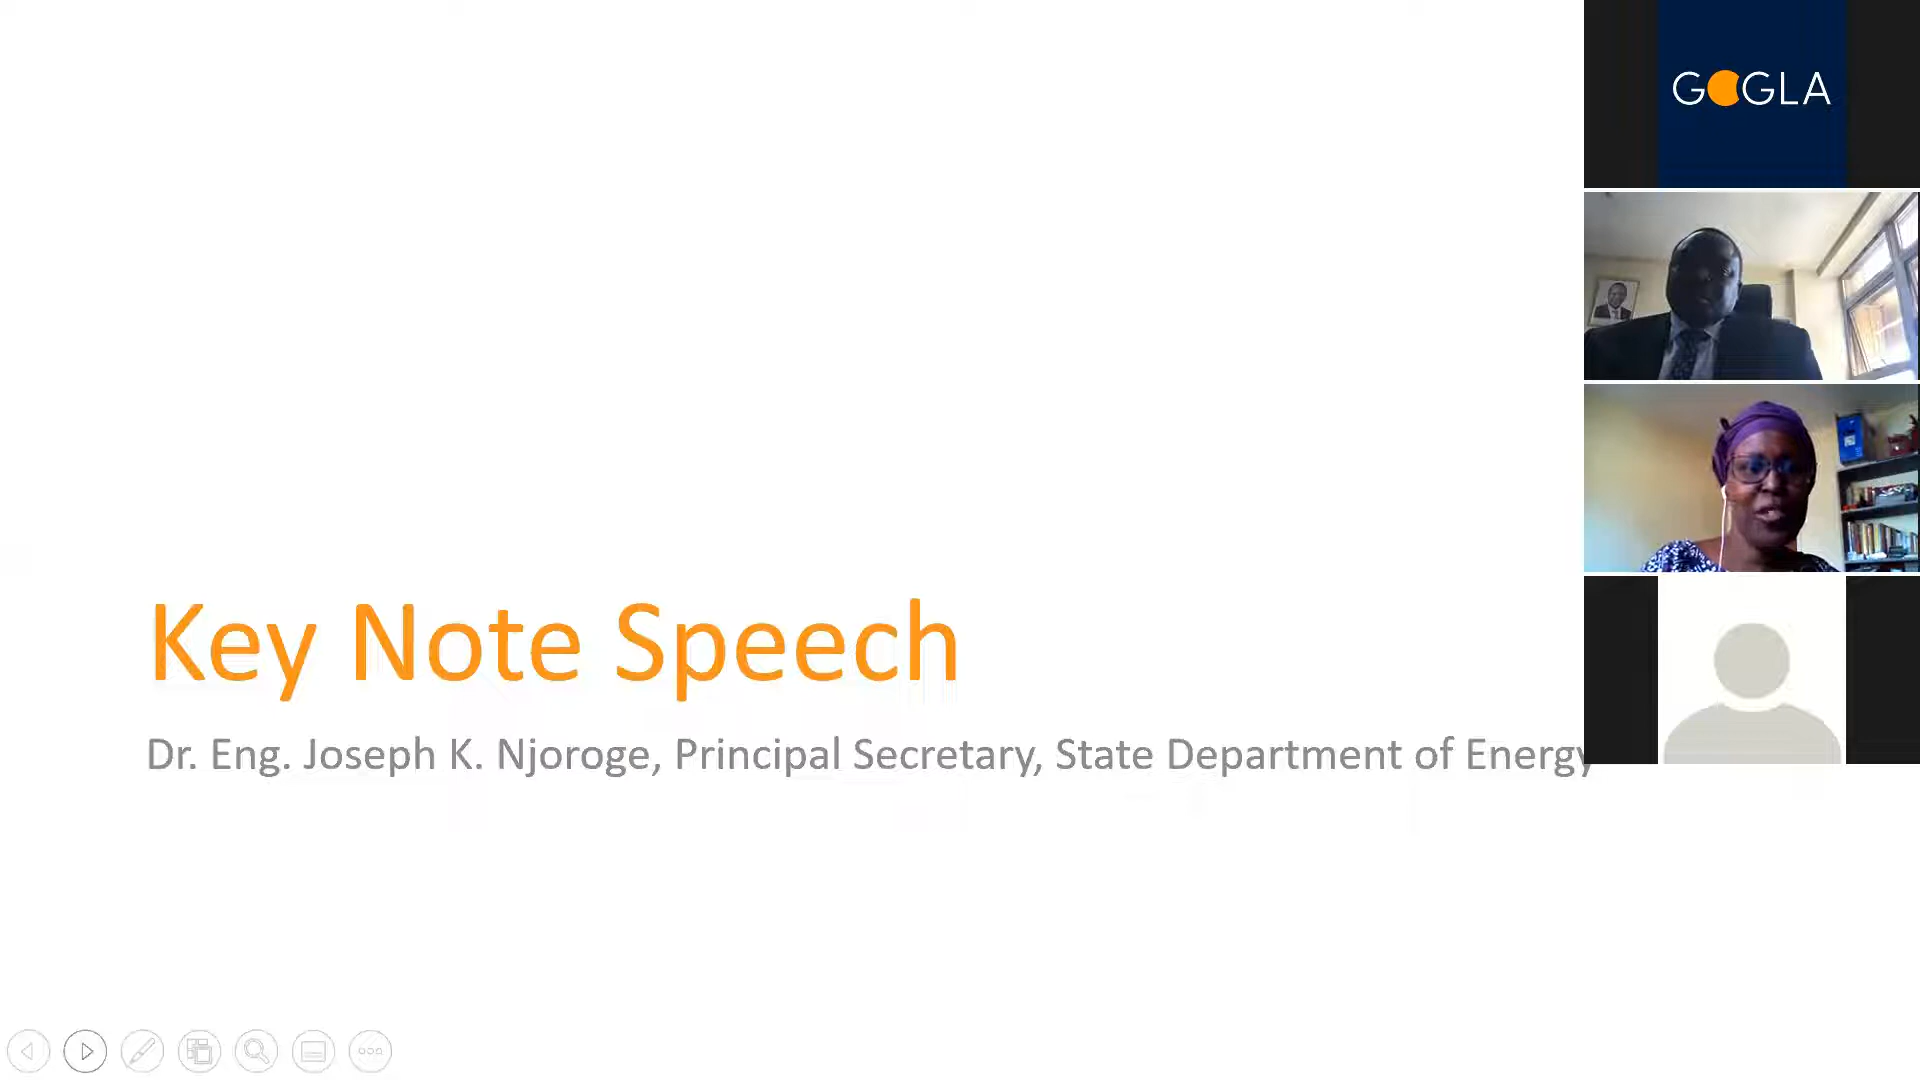 GOGLA
Key Note Speech
Dr. Eng. Joseph K. Njoroge, Principal Secretary, State Department of Energy